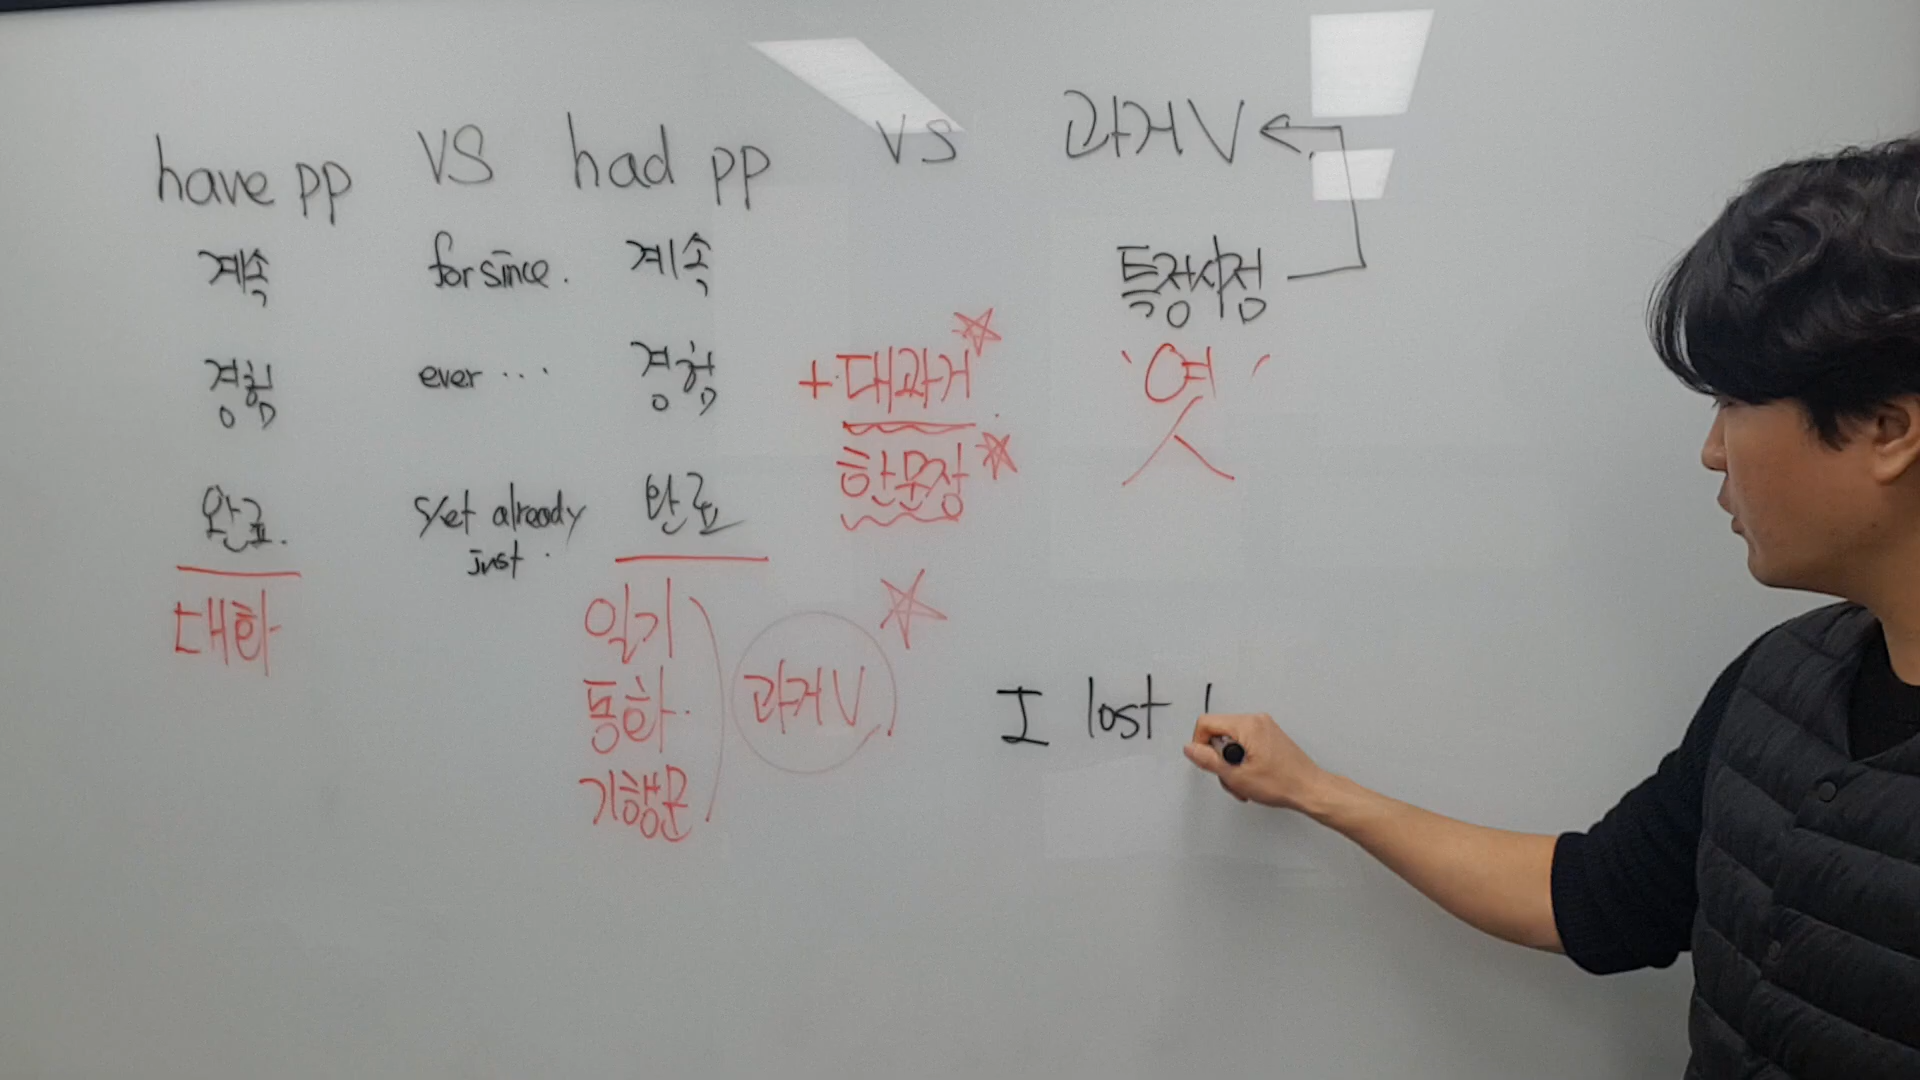 have pp vs had pp vs 과거V
계속 for since. 계속 특정시점
경험 ever ... 경험 +대과거 '여'
완료. yet already 완료 한문장 ㅅ
just
대화 일기
동화 과거V I lost
기행문